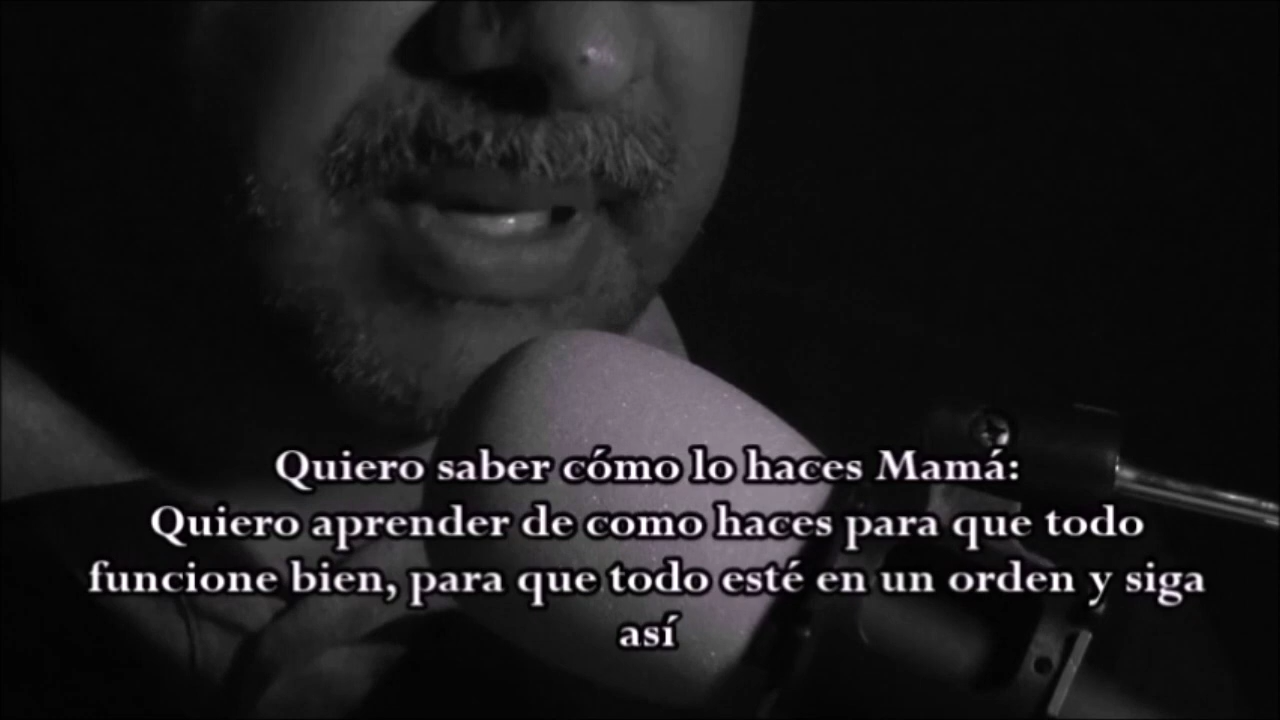 Quiero saber cómo lo haces Mamá:
Quiero aprender de como haces para que todo
funcione bien, para que todo esté en un orden y siga
así